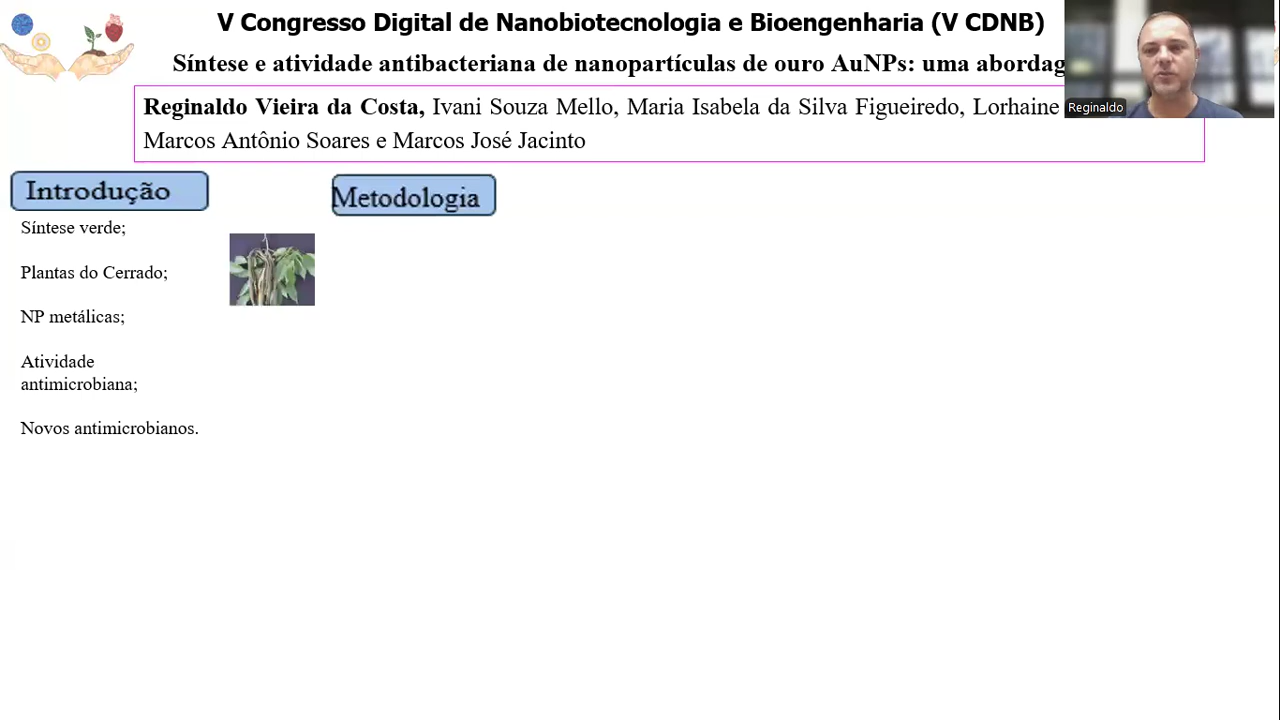 V Congresso Digital de Nanobiotecnologia e Bioengenharia (V CDNB)
Síntese e atividade antibacteriana de nanopartículas de ouro AuNPs: uma
Reginaldo
Reginaldo Vieira da Costa, Ivani Souza Mello, Maria Isabela da Silva Figueiredo, Lorhaine
Marcos Antônio Soares e Marcos José Jacinto
Introdução
Metodologia
Síntese verde;
Plantas do Cerrado;
NP metálicas;
Atividade
antimicrobiana;
Novos antimicrobianos.